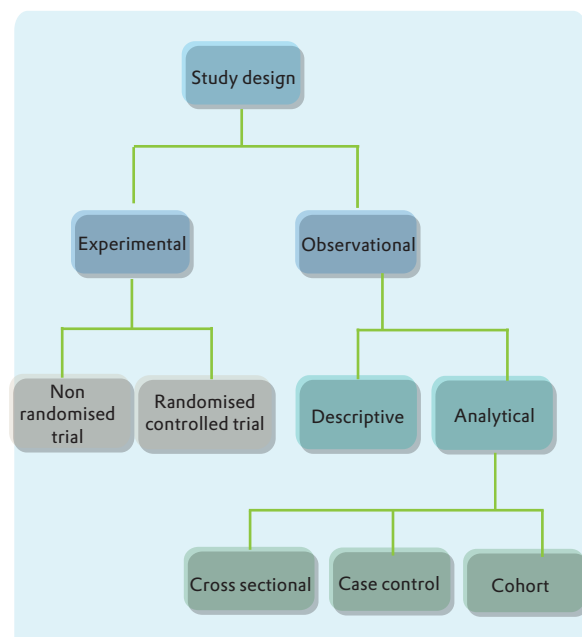 Study design
Experimental
Observational
Non
randomised
trial
Randomised
controlled trial
Descriptive
Analytical
Cross sectional
Case control
Cohort